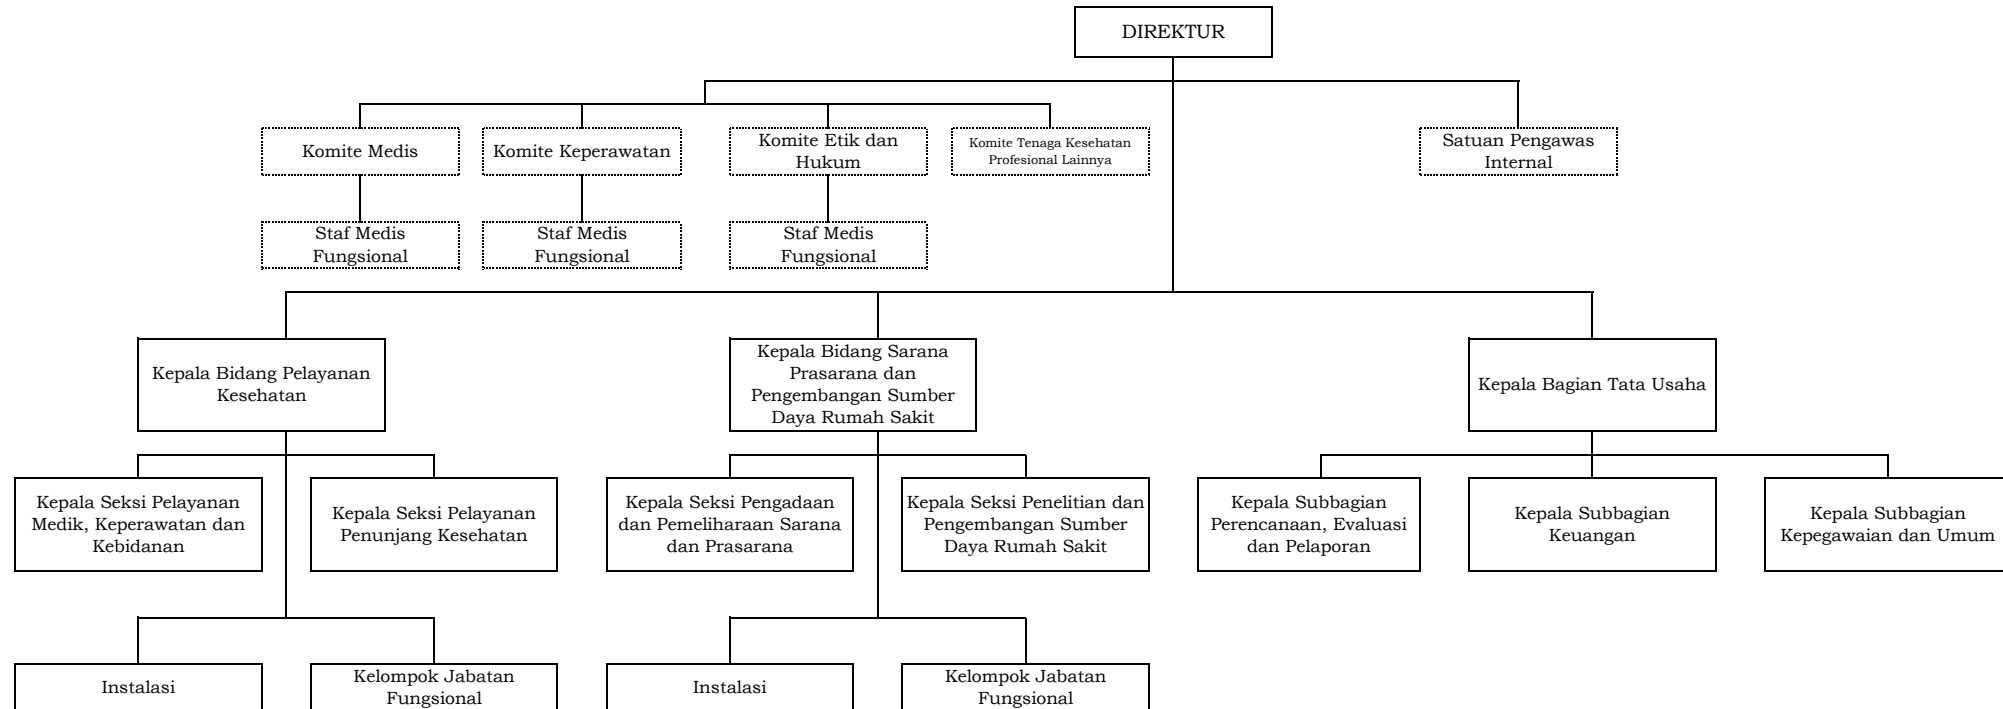 DIREKTUR
Komite Medis
Komite Keperawatan
Komite Etik dan
Hukum
Komite Tenaga Kesehatan
Profesional Lainnya
Satuan Pengawas
Internal
Staf Medis
Fungsional
Staf Medis
Fungsional
Staf Medis
Fungsional
Kepala Bidang Pelayanan
Kesehatan
Kepala Bidang Sarana
Prasarana dan
Pengembangan Sumber
Daya Rumah Sakit
Kepala Bagian Tata Usaha
Kepala Seksi Pelayanan
Medik, Keperawatan dan
Kebidanan
Kepala Seksi Pelayanan
Penunjang Kesehatan
Kepala Seksi Pengadaan
dan Pemeliharaan Sarana
dan Prasarana
Kepala Seksi Penelitian dan
Pengembangan Sumber
Daya Rumah Sakit
Kepala Subbagian
Perencanaan, Evaluasi
dan Pelaporan
Kepala Subbagian
Keuangan
Kepala Subbagian
Kepegawaian dan Umum
Instalasi
Kelompok Jabatan
Fungsional
Instalasi
Kelompok Jabatan
Fungsional